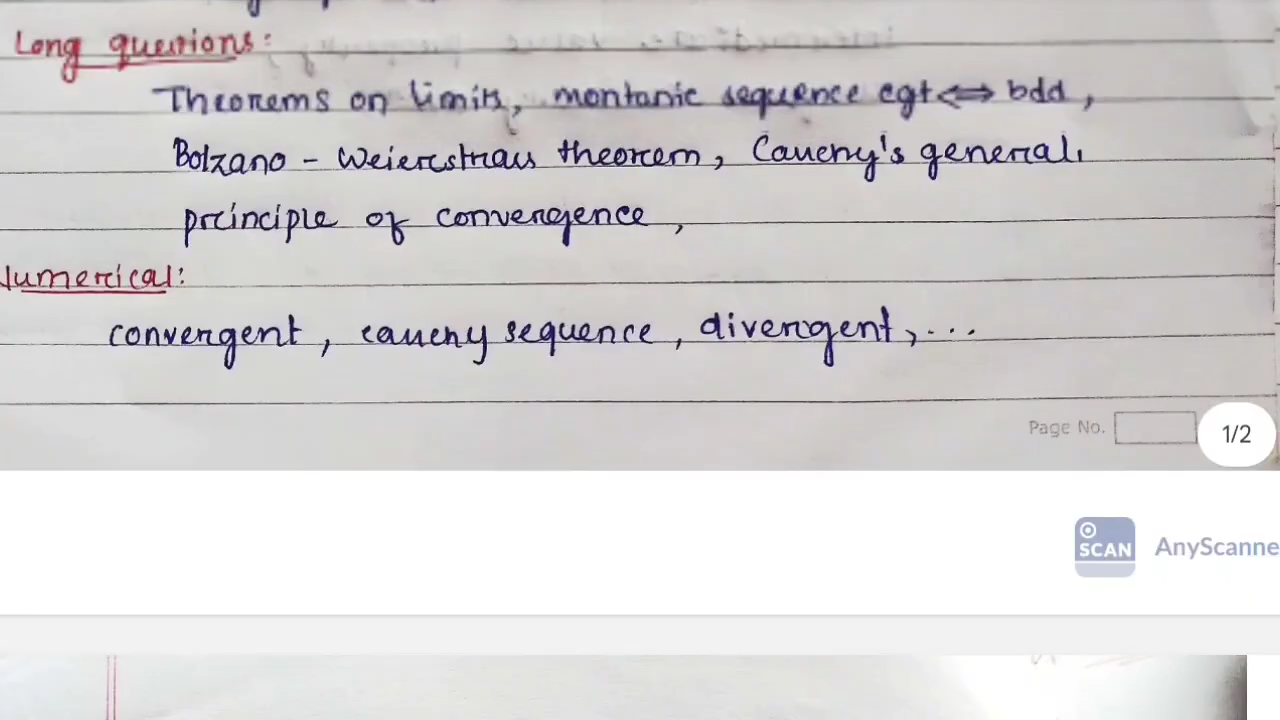 Long questions:
Theorems on limits, montonic sequence cgt ⇔ bdd,
Bolzano - Weierstrass theorem, Cauchy's general
principle of convergence,
Numerical:
convergent, cauchy sequence, divergent, ...
Page No.
1/2
SCAN AnyScanne